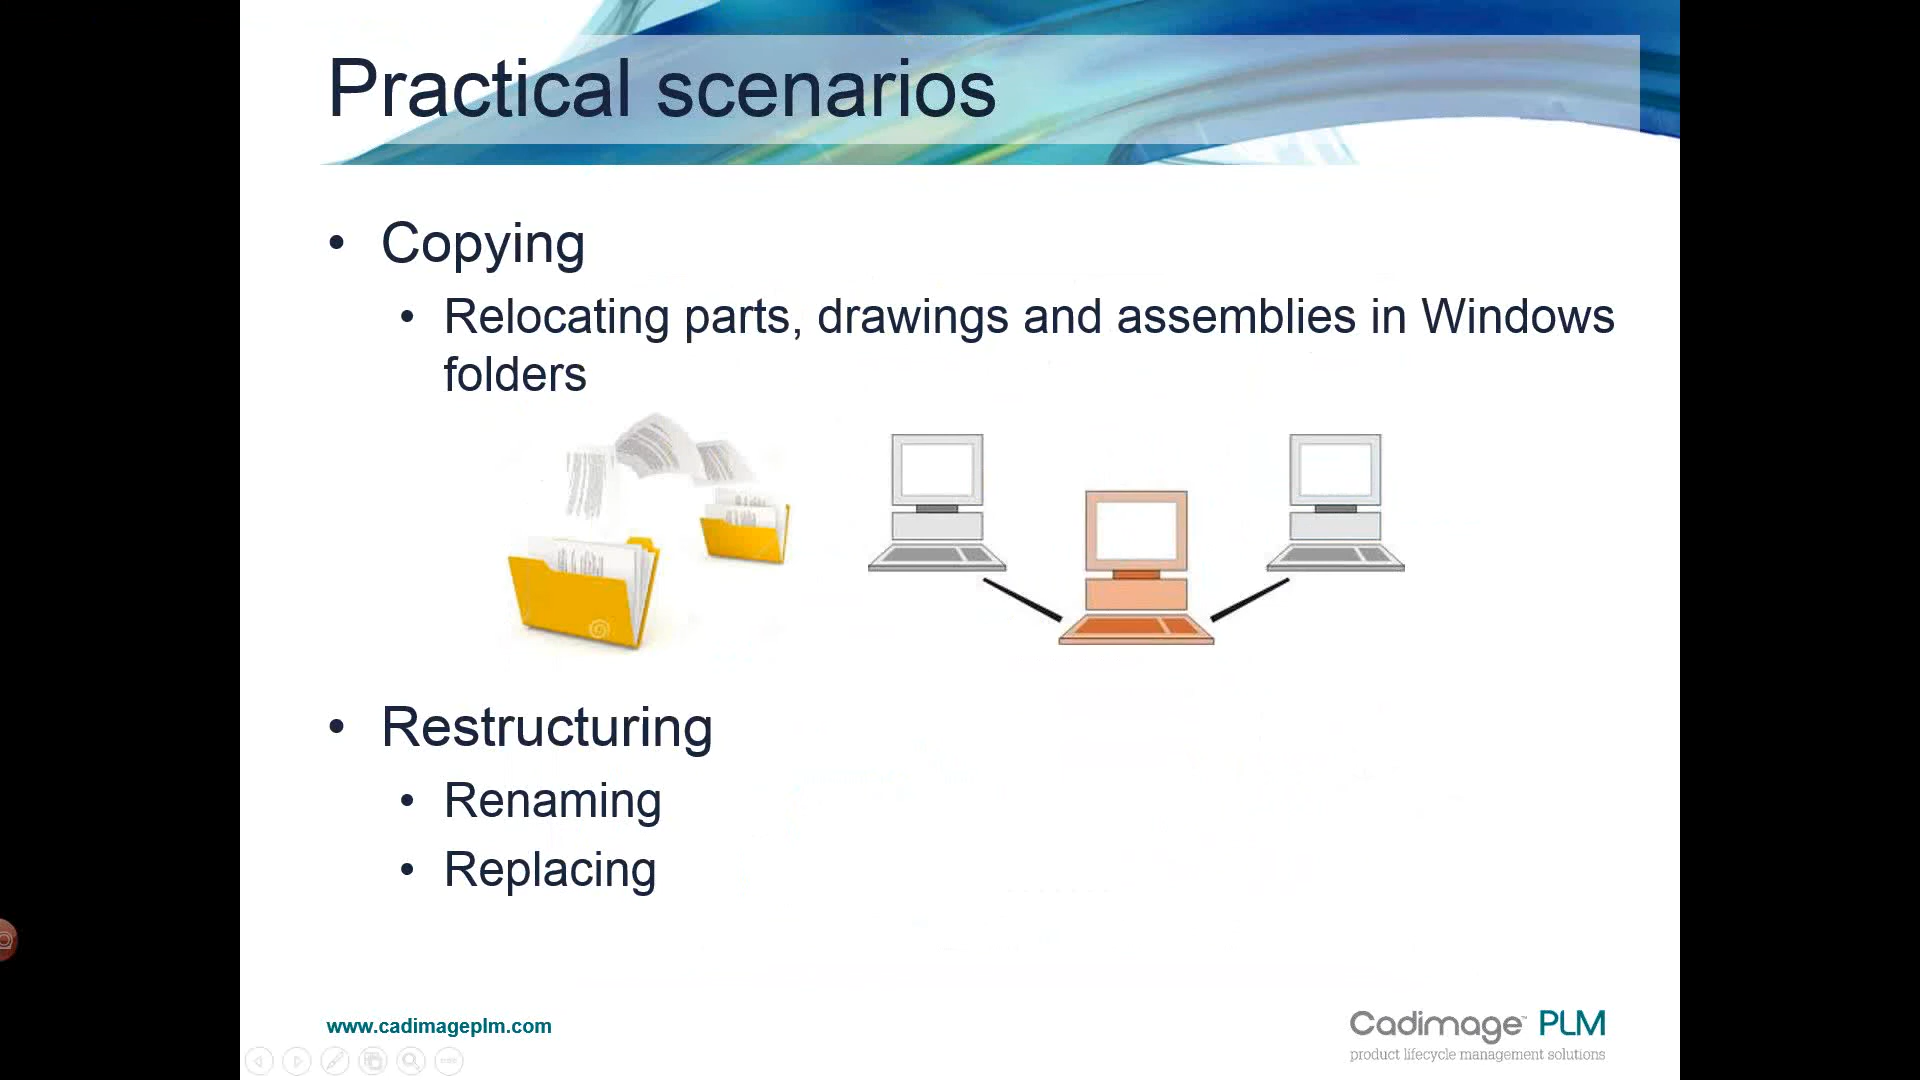 Practical scenarios
• Copying
• Relocating parts, drawings and assemblies in Windows
folders
• Restructuring
• Renaming
• Replacing
www.cadimageplm.com
Cadimage™ PLM
product lifecycle management solutions